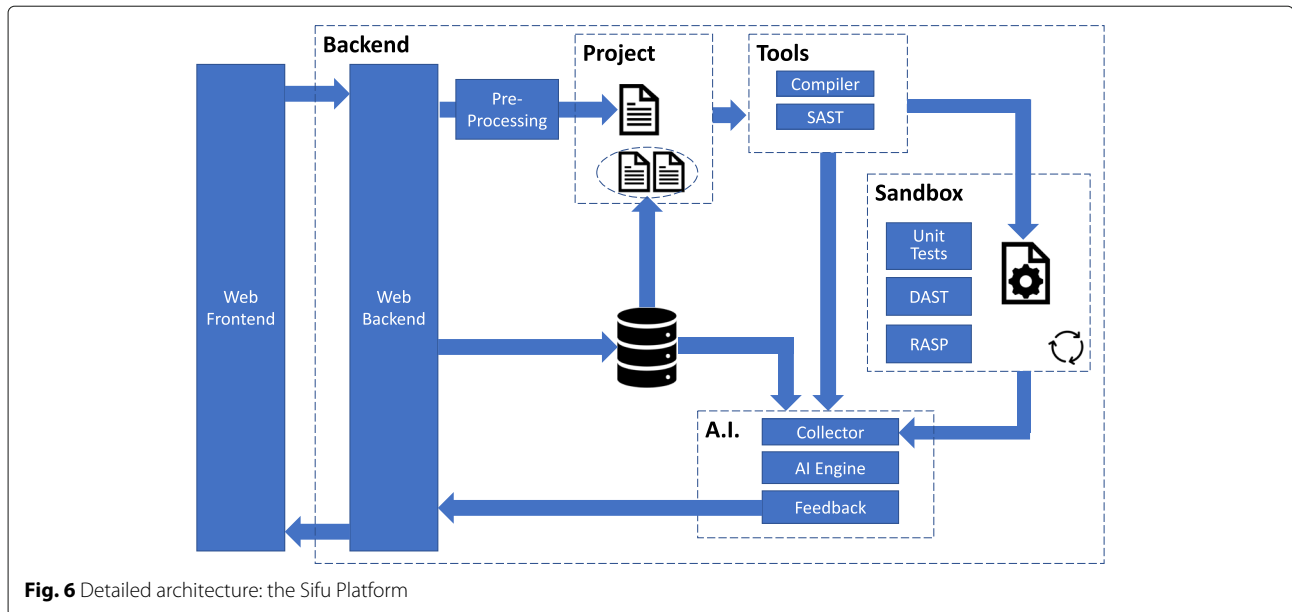 Backend
Project
Tools
Compiler
SAST
Pre-
Processing
Sandbox
Unit
Tests
DAST
RASP
Web
Frontend
Web
Backend
A.I.
Collector
AI Engine
Feedback
Fig. 6 Detailed architecture: the Sifu Platform